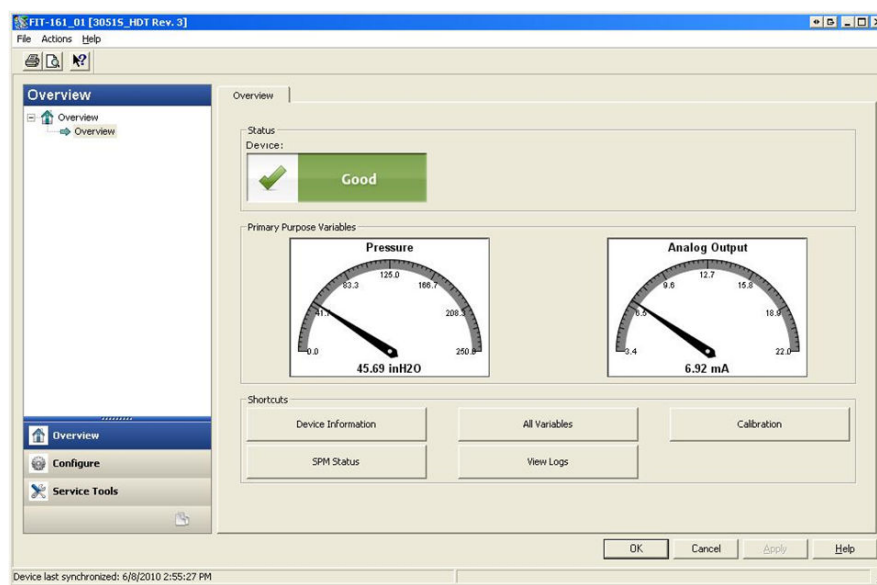 FIT-161_01 [3051S_HDT Rev. 3]
File Actions Help
Overview
Overview
Overview
Overview
Status
Device:
Good
Primary Purpose Variables
Pressure
125.0
83.3 166.7
41.7 208.3
0.0 250.0
45.69 inH2O
Analog Output
12.7
9.6 15.8
6.5 18.9
3.4 22.0
6.92 mA
Shortcuts
Device Information All Variables Calibration
SPM Status View Logs
Overview
Configure
Service Tools
OK Cancel Apply Help
Device last synchronized: 6/8/2010 2:55:27 PM